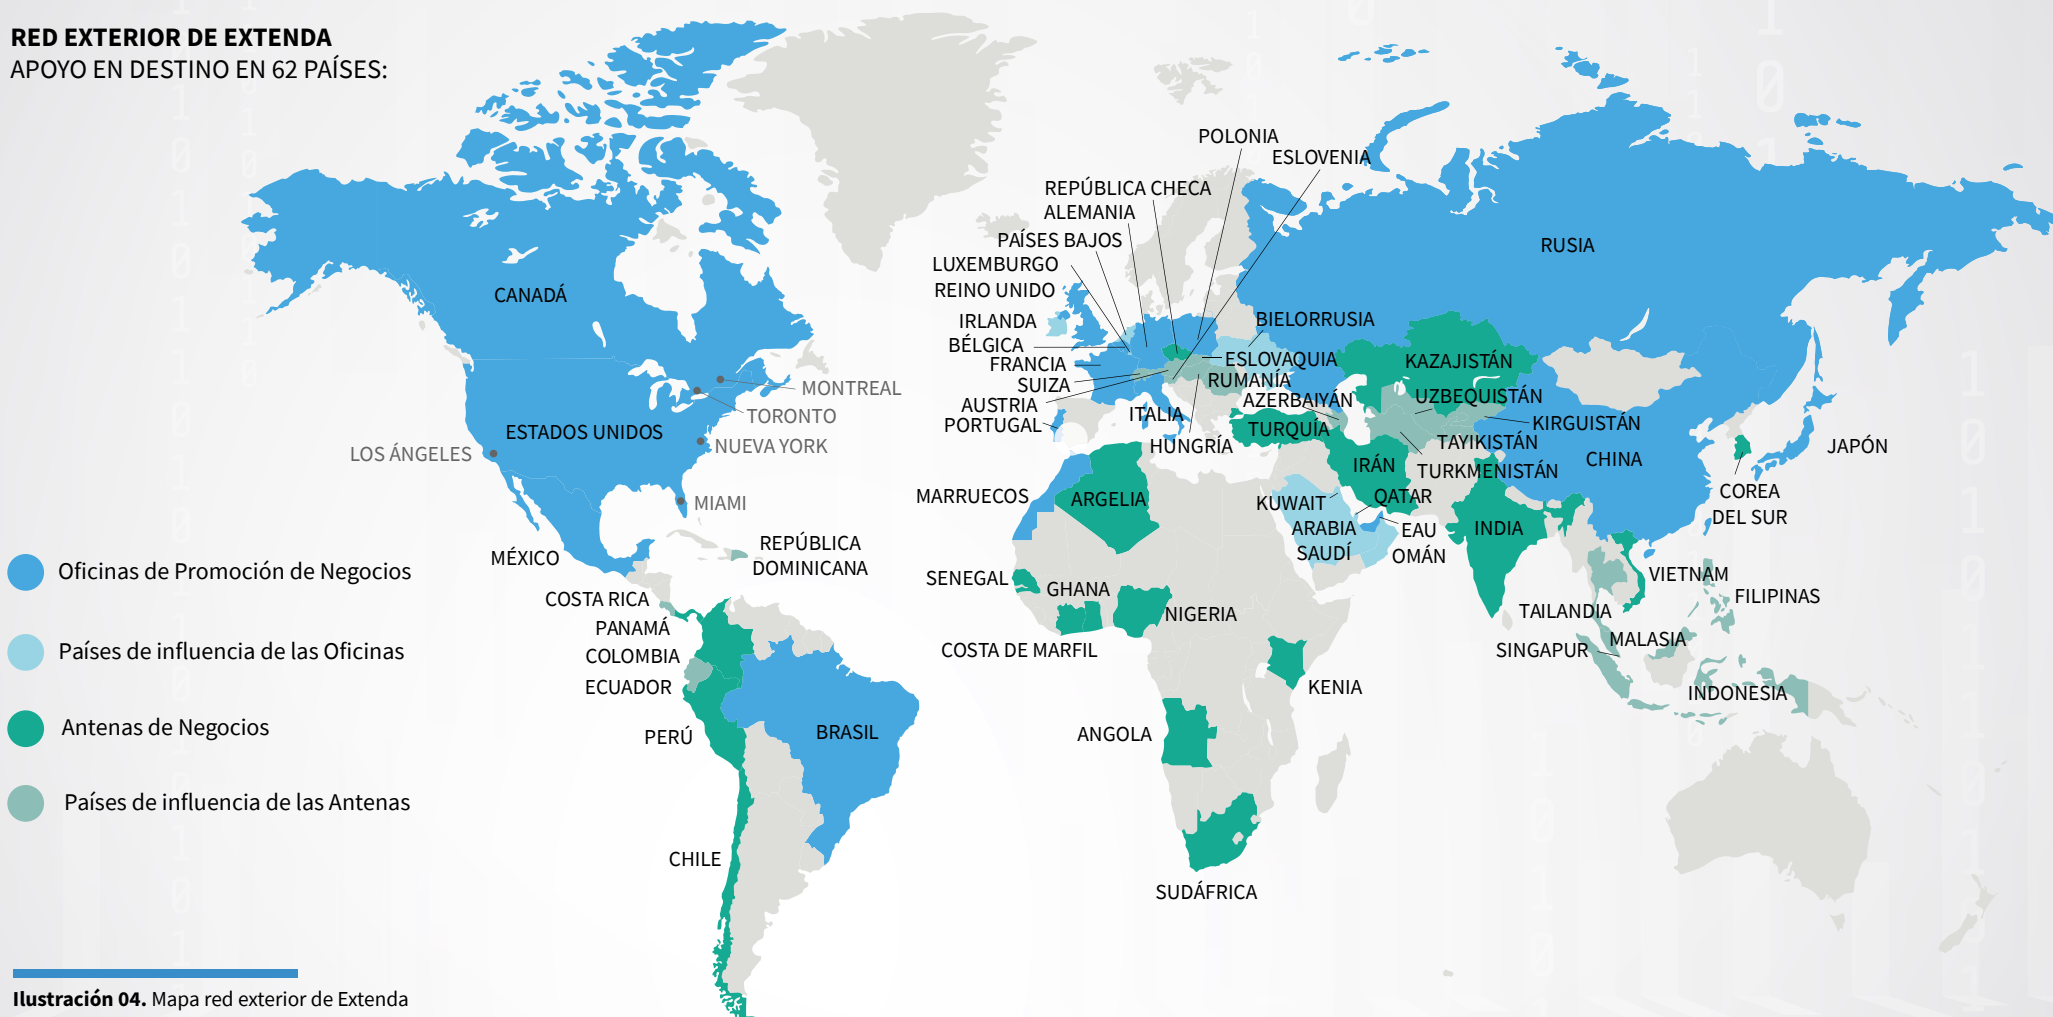 RED EXTERIOR DE EXTENDA
APOYO EN DESTINO EN 62 PAÍSES:
POLONIA
ESLOVENIA
REPÚBLICA CHECA
ALEMANIA
PAÍSES BAJOS
LUXEMBURGO
REINO UNIDO
IRLANDA
BÉLGICA
FRANCIA
SUIZA
AUSTRIA
PORTUGAL
ITALIA
HUNGRÍA
BIELORRUSIA
ESLOVAQUIA
RUMANÍA
AZERBAIYÁN
TURQUÍA
RUSIA
KAZAJISTÁN
UZBEQUISTÁN
KIRGUISTÁN
TAYIKISTÁN
TURKMENISTÁN
IRÁN
CHINA
JAPÓN
COREA
DEL SUR
CANADÁ
MONTREAL
TORONTO
ESTADOS UNIDOS
NUEVA YORK
LOS ÁNGELES
MIAMI
MÉXICO
REPÚBLICA
DOMINICANA
COSTA RICA
PANAMÁ
COLOMBIA
ECUADOR
PERÚ
BRASIL
CHILE
MARRUECOS
ARGELIA
KUWAIT
QATAR
ARABIA
SAUDÍ
EAU
OMÁN
INDIA
SENEGAL
GHANA
NIGERIA
COSTA DE MARFIL
KENIA
ANGOLA
SUDÁFRICA
VIETNAM
FILIPINAS
TAILANDIA
MALASIA
SINGAPUR
INDONESIA
Oficinas de Promoción de Negocios
Países de influencia de las Oficinas
Antenas de Negocios
Países de influencia de las Antenas
Ilustración 04. Mapa red exterior de Extenda